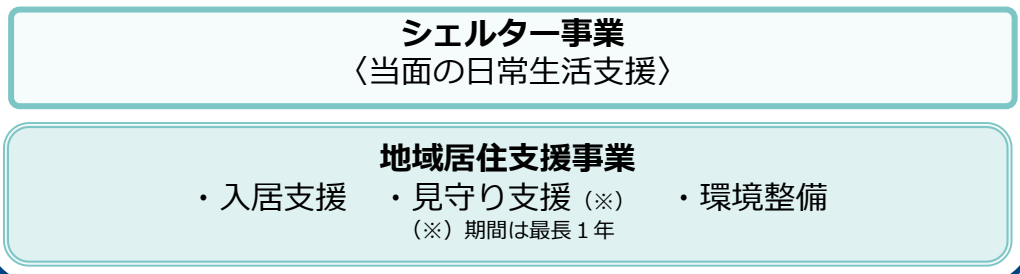 シェルター事業
〈当面の日常生活支援〉
地域居住支援事業
・入居支援　・見守り支援（※）　・環境整備
（※）期間は最長１年